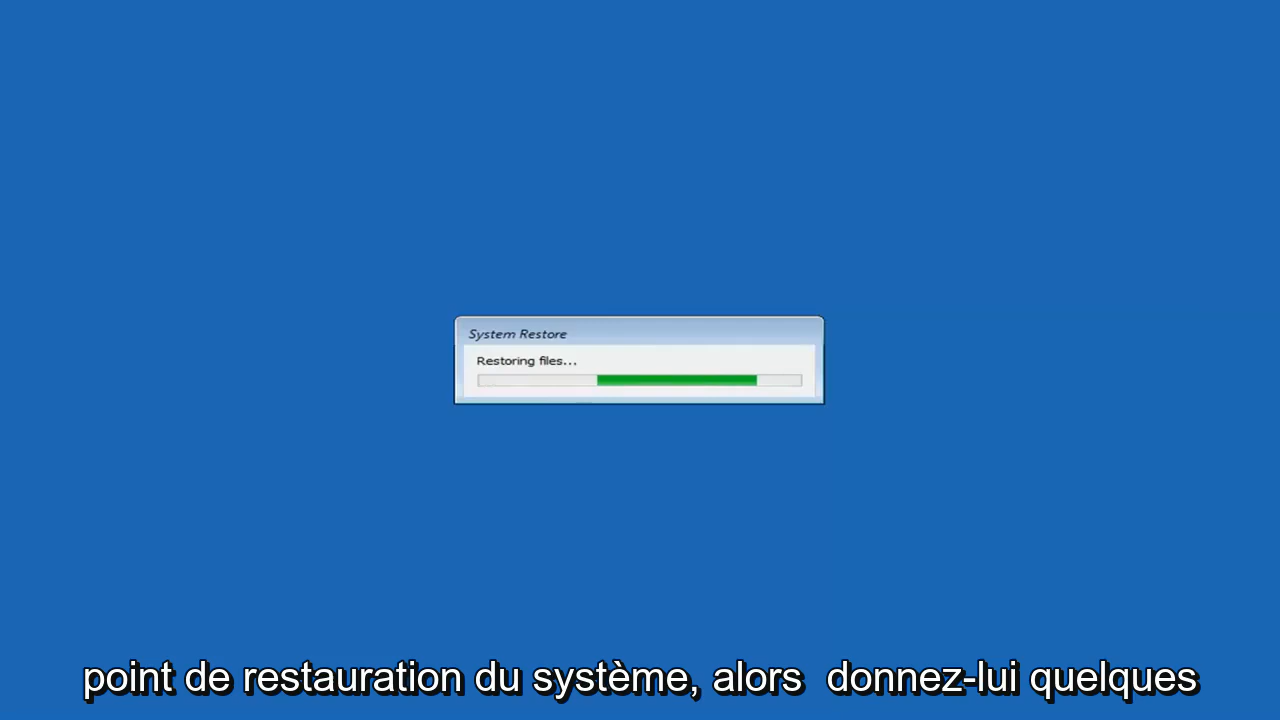 System Restore
Restoring files...
point de restauration du système, alors  donnez-lui quelques